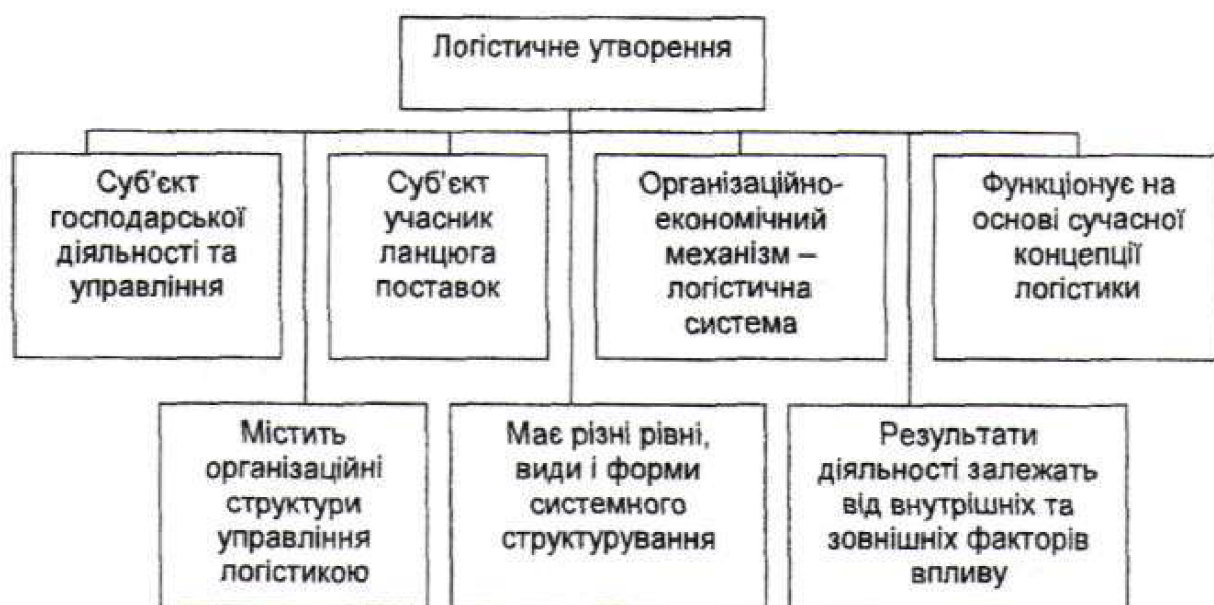 Логістичне утворення
Суб'єкт
господарської
діяльності та
управління
Суб'єкт
учасник
ланцюга
поставок
Організаційно-
економічний
механізм –
логістична
система
Функціонує на
основі сучасної
концепції
логістики
Містить
організаційні
структури
управління
логістикою
Має різні рівні,
види і форми
системного
структурування
Результати
діяльності залежать
від внутрішніх та
зовнішніх факторів
впливу